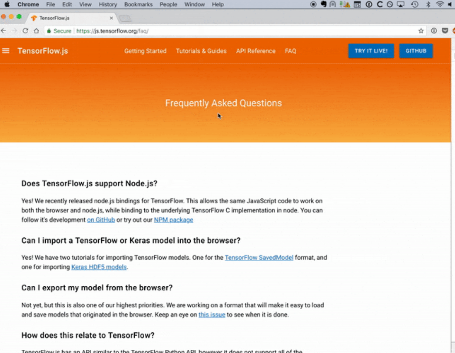 Chrome File Edit View History Bookmarks People Window Help
TensorFlow.js
Secure https://js.tensorflow.org/faq/
TensorFlow.js Getting Started Tutorials & Guides API Reference FAQ TRY IT LIVE! GITHUB
Frequently Asked Questions
Does TensorFlow.js support Node.js?
Yes! We recently released node.js bindings for TensorFlow. This allows the same JavaScript code to work on
both the browser and node.js, while binding to the underlying TensorFlow C implementation in node. You can
follow it's development on GitHub or try out our NPM package
Can I import a TensorFlow or Keras model into the browser?
Yes! We have two tutorials for importing TensorFlow models. One for the TensorFlow SavedModel format, and
one for importing Keras HDF5 models.
Can I export my model from the browser?
Not yet, but this is also one of our highest priorities. We are working on a format that will make it easy to load
and save models that originated in the browser. Keep an eye on this issue to see when it is done.
How does this relate to TensorFlow?
TensorFlow.js has an API similar to the TensorFlow Python API, however it does not support all of the